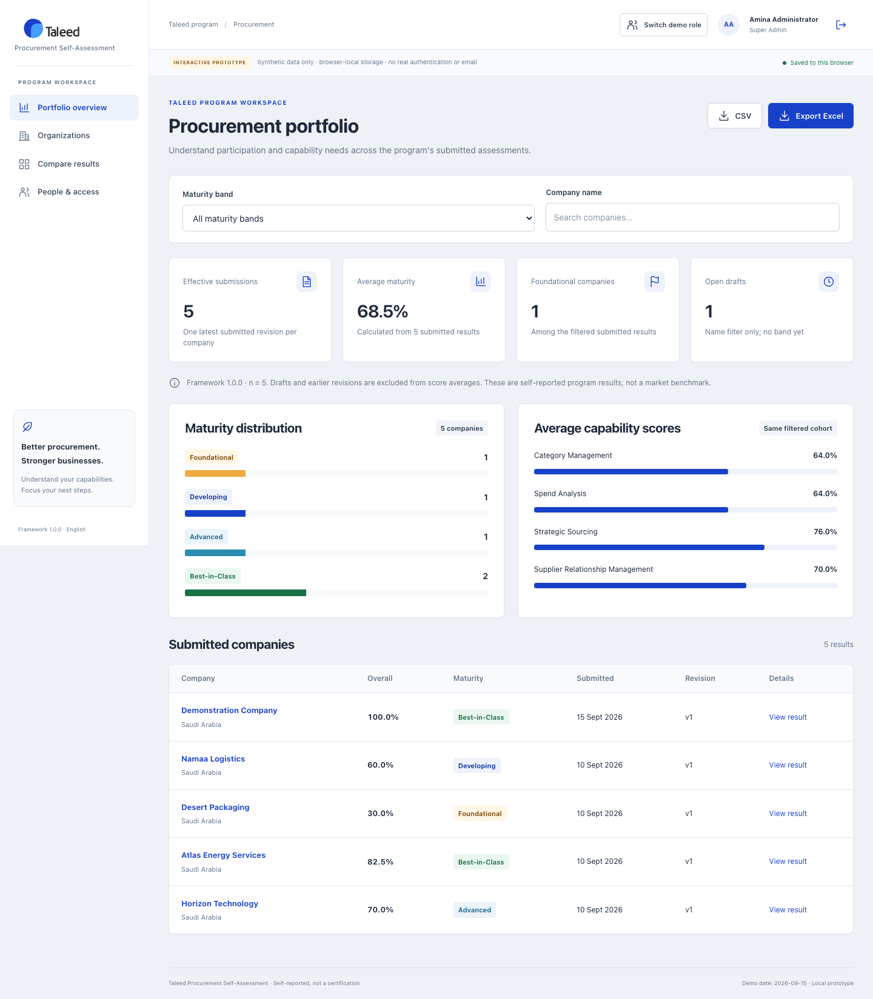 Taleed
Procurement Self-Assessment
PROGRAM WORKSPACE
Portfolio overview
Organizations
Compare results
People & access
Better procurement.
Stronger businesses.
Understand your capabilities.
Focus your next steps.
Framework 1.0.0 · English
Taleed program / Procurement
Switch demo role
AA
Amina Administrator
Super Admin
INTERACTIVE PROTOTYPE
Synthetic data only · browser-local storage · no real authentication or email
Saved to this browser
TALEED PROGRAM WORKSPACE
Procurement portfolio
Understand participation and capability needs across the program's submitted assessments.
CSV
Export Excel
Maturity band
All maturity bands
Company name
Search companies...
Effective submissions
5
One latest submitted revision per
company
Average maturity
68.5%
Calculated from 5 submitted results
Foundational companies
1
Among the filtered submitted results
Open drafts
1
Name filter only; no band yet
Framework 1.0.0 · n = 5. Drafts and earlier revisions are excluded from score averages. These are self-reported program results, not a market benchmark.
Maturity distribution
5 companies
Foundational 1
Developing 1
Advanced 1
Best-in-Class 2
Average capability scores
Same filtered cohort
Category Management 64.0%
Spend Analysis 64.0%
Strategic Sourcing 76.0%
Supplier Relationship Management 70.0%
Submitted companies
5 results
Company Overall Maturity Submitted Revision Details
Demonstration Company
Saudi Arabia
100.0% Best-in-Class 15 Sept 2026 v1 View result
Namaa Logistics
Saudi Arabia
60.0% Developing 10 Sept 2026 v1 View result
Desert Packaging
Saudi Arabia
30.0% Foundational 10 Sept 2026 v1 View result
Atlas Energy Services
Saudi Arabia
82.5% Best-in-Class 10 Sept 2026 v1 View result
Horizon Technology
Saudi Arabia
70.0% Advanced 10 Sept 2026 v1 View result
Taleed Procurement Self-Assessment · Self-reported, not a certification
Demo date: 2026-09-15 · Local prototype